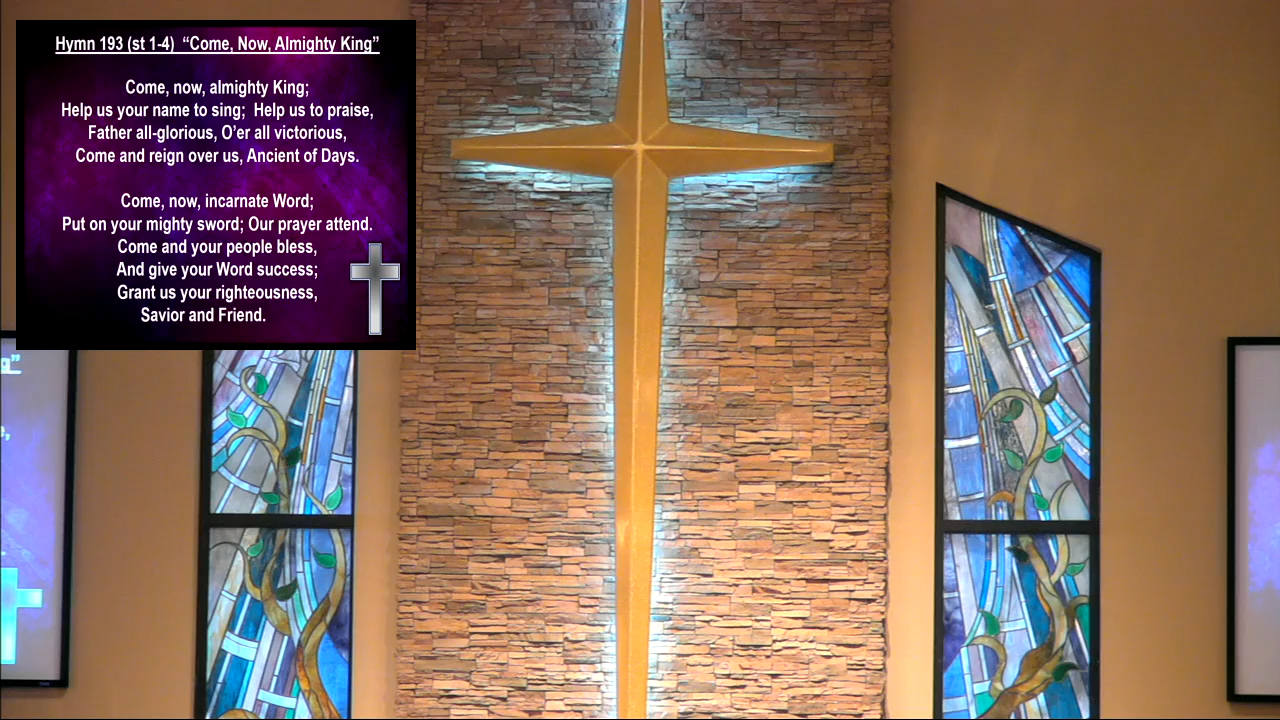 Hymn 193 (st 1-4)  “Come, Now, Almighty King”
Come, now, almighty King;
Help us your name to sing;  Help us to praise,
Father all-glorious, O’er all victorious,
Come and reign over us, Ancient of Days.
Come, now, incarnate Word;
Put on your mighty sword; Our prayer attend.
Come and your people bless,
And give your Word success;
Grant us your righteousness,
Savior and Friend.